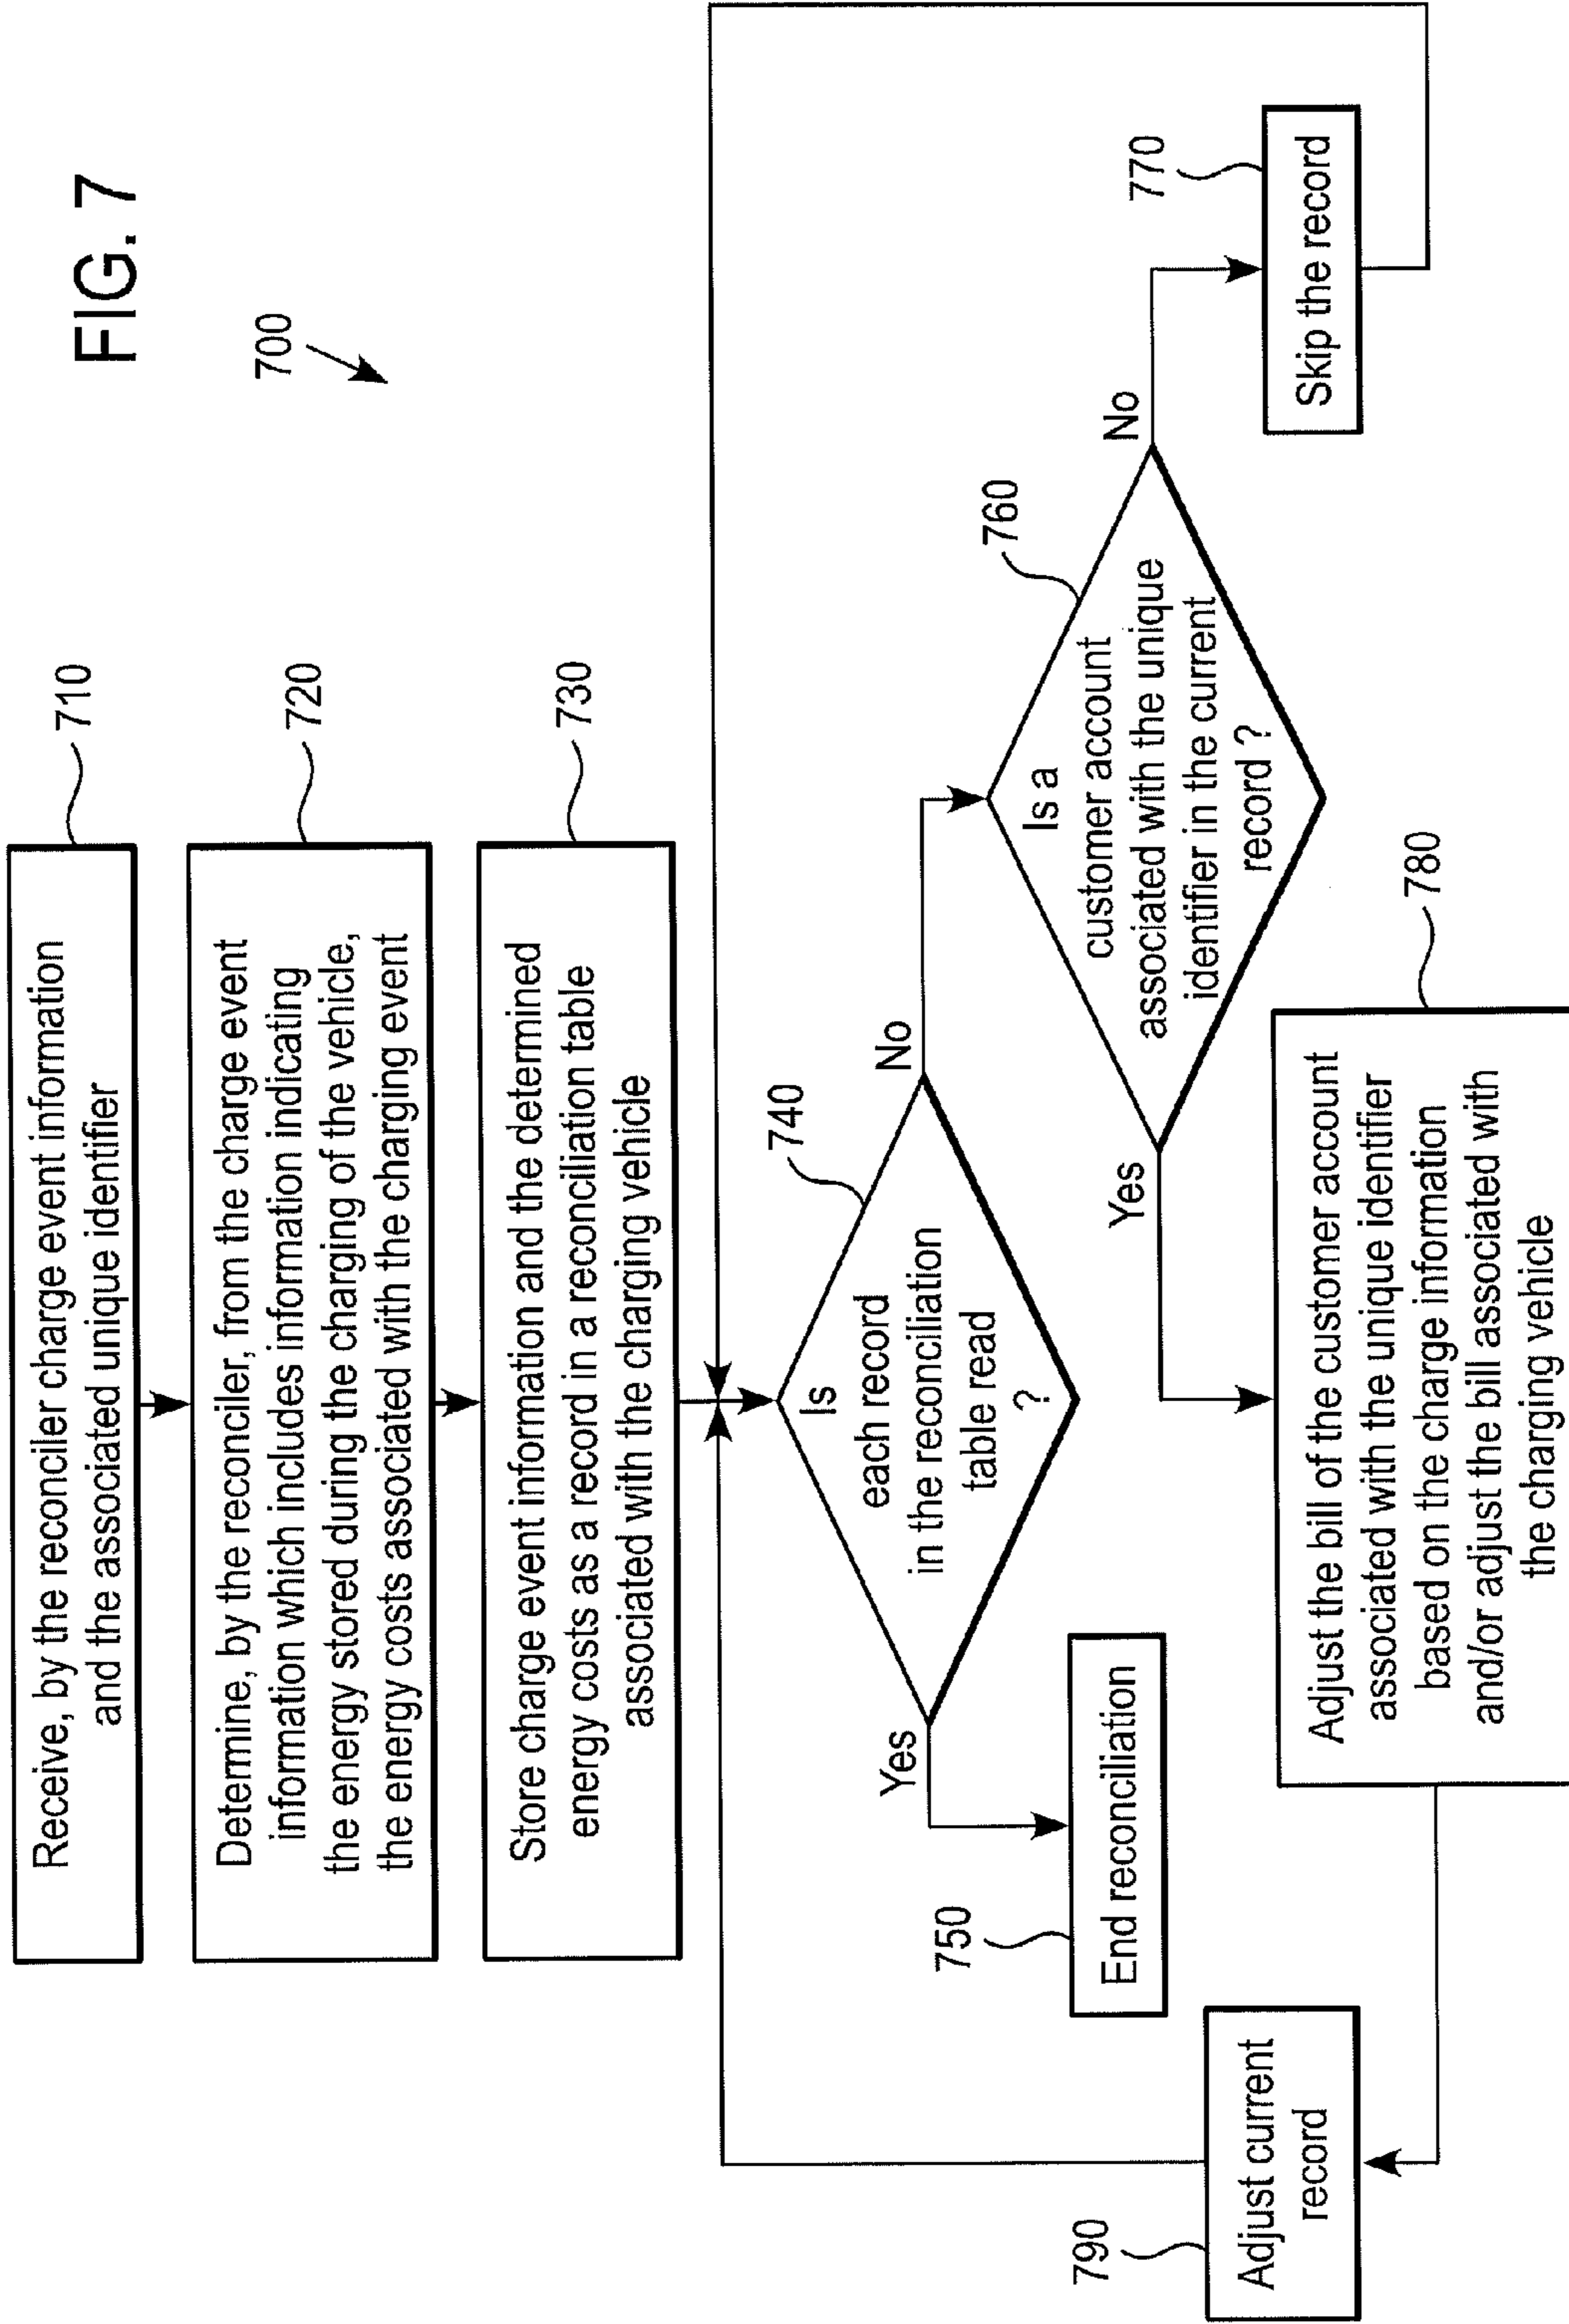 FIG. 7
700
710
Receive, by the reconciler charge event information
and the associated unique identifier
720
Determine, by the reconciler, from the charge event
information which includes information indicating
the energy stored during the charging of the vehicle,
the energy costs associated with the charging event
730
Store charge event information and the determined
energy costs as a record in a reconciliation table
associated with the charging vehicle
740
Is
each record
in the reconciliation
table read
?
Yes
No
750
End reconciliation
760
Is a
customer account
associated with the unique
identifier in the current
record ?
Yes
No
770
Skip the record
780
Adjust the bill of the customer account
associated with the unique identifier
based on the charge information
and/or adjust the bill associated with
the charging vehicle
790
Adjust current
record